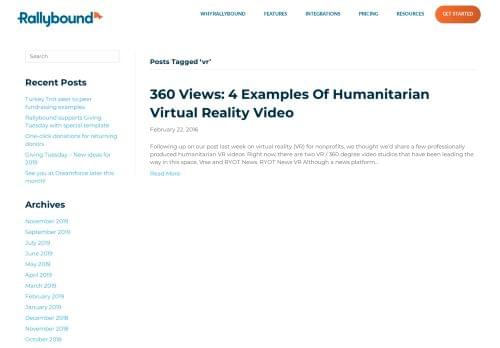 Rallybound
WHY RALLYBOUND
FEATURES
INTEGRATIONS
PRICING
RESOURCES
GET STARTED
Search
Recent Posts
Turkey Trot peer to peer
fundraising examples
Rallybound supports Giving
Tuesday with special template
One-click donations for returning
donors
Giving Tuesday – New ideas for
2019
See you at Dreamforce later this
month!
Archives
November 2019
September 2019
July 2019
June 2019
May 2019
April 2019
March 2019
February 2019
January 2019
December 2018
November 2018
October 2018
Posts Tagged ‘vr’
360 Views: 4 Examples Of Humanitarian
Virtual Reality Video
February 22, 2016
Following up on our post last week on virtual reality (VR) for nonprofits, we thought we’d share a few professionally
produced humanitarian VR videos. Right now, there are two VR / 360 degree video studios that have been leading the
way in this space, Vrse and RYOT News. RYOT News VR Although a news platform...
Read More